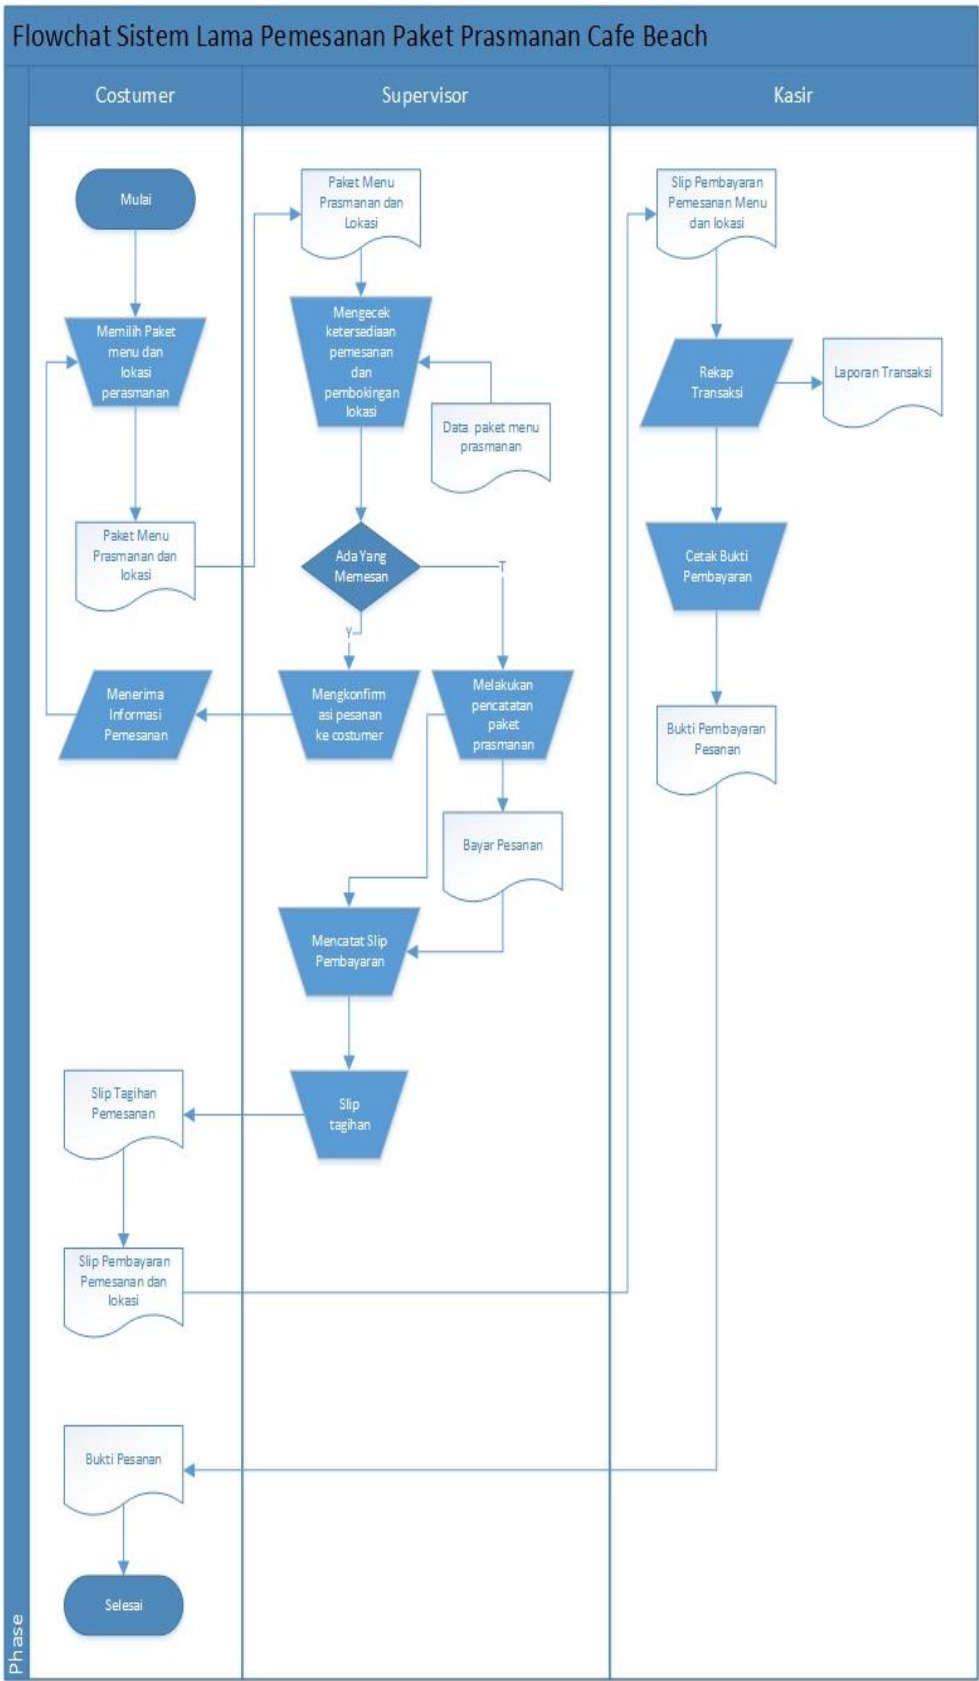 Flowchat Sistem Lama Pemesanan Paket Prasmanan Cafe Beach
Costumer
Supervisor
Kasir
Mulai
Memilih Paket
menu dan
lokasi
perasmanan
Paket Menu
Prasmanan dan
lokasi
Menerima
Informasi
Pemesanan
Slip Tagihan
Pemesanan
Slip Pembayaran
Pemesanan dan
lokasi
Bukti Pesanan
Selesai
Paket Menu
Prasmanan dan
Lokasi
Mengecek
ketersediaan
pemesanan
dan
pembokingan
lokasi
Data paket menu
prasmanan
Ada Yang
Memesan
T
Y
Mengkonfirm
asi pesanan
ke costumer
Melakukan
pencatatan
paket
prasmanan
Bayar Pesanan
Mencatat Slip
Pembayaran
Slip
tagihan
Slip Pembayaran
Pemesanan Menu
dan lokasi
Rekap
Transaksi
Laporan Transaksi
Cetak Bukti
Pembayaran
Bukti Pembayaran
Pesanan
Phase